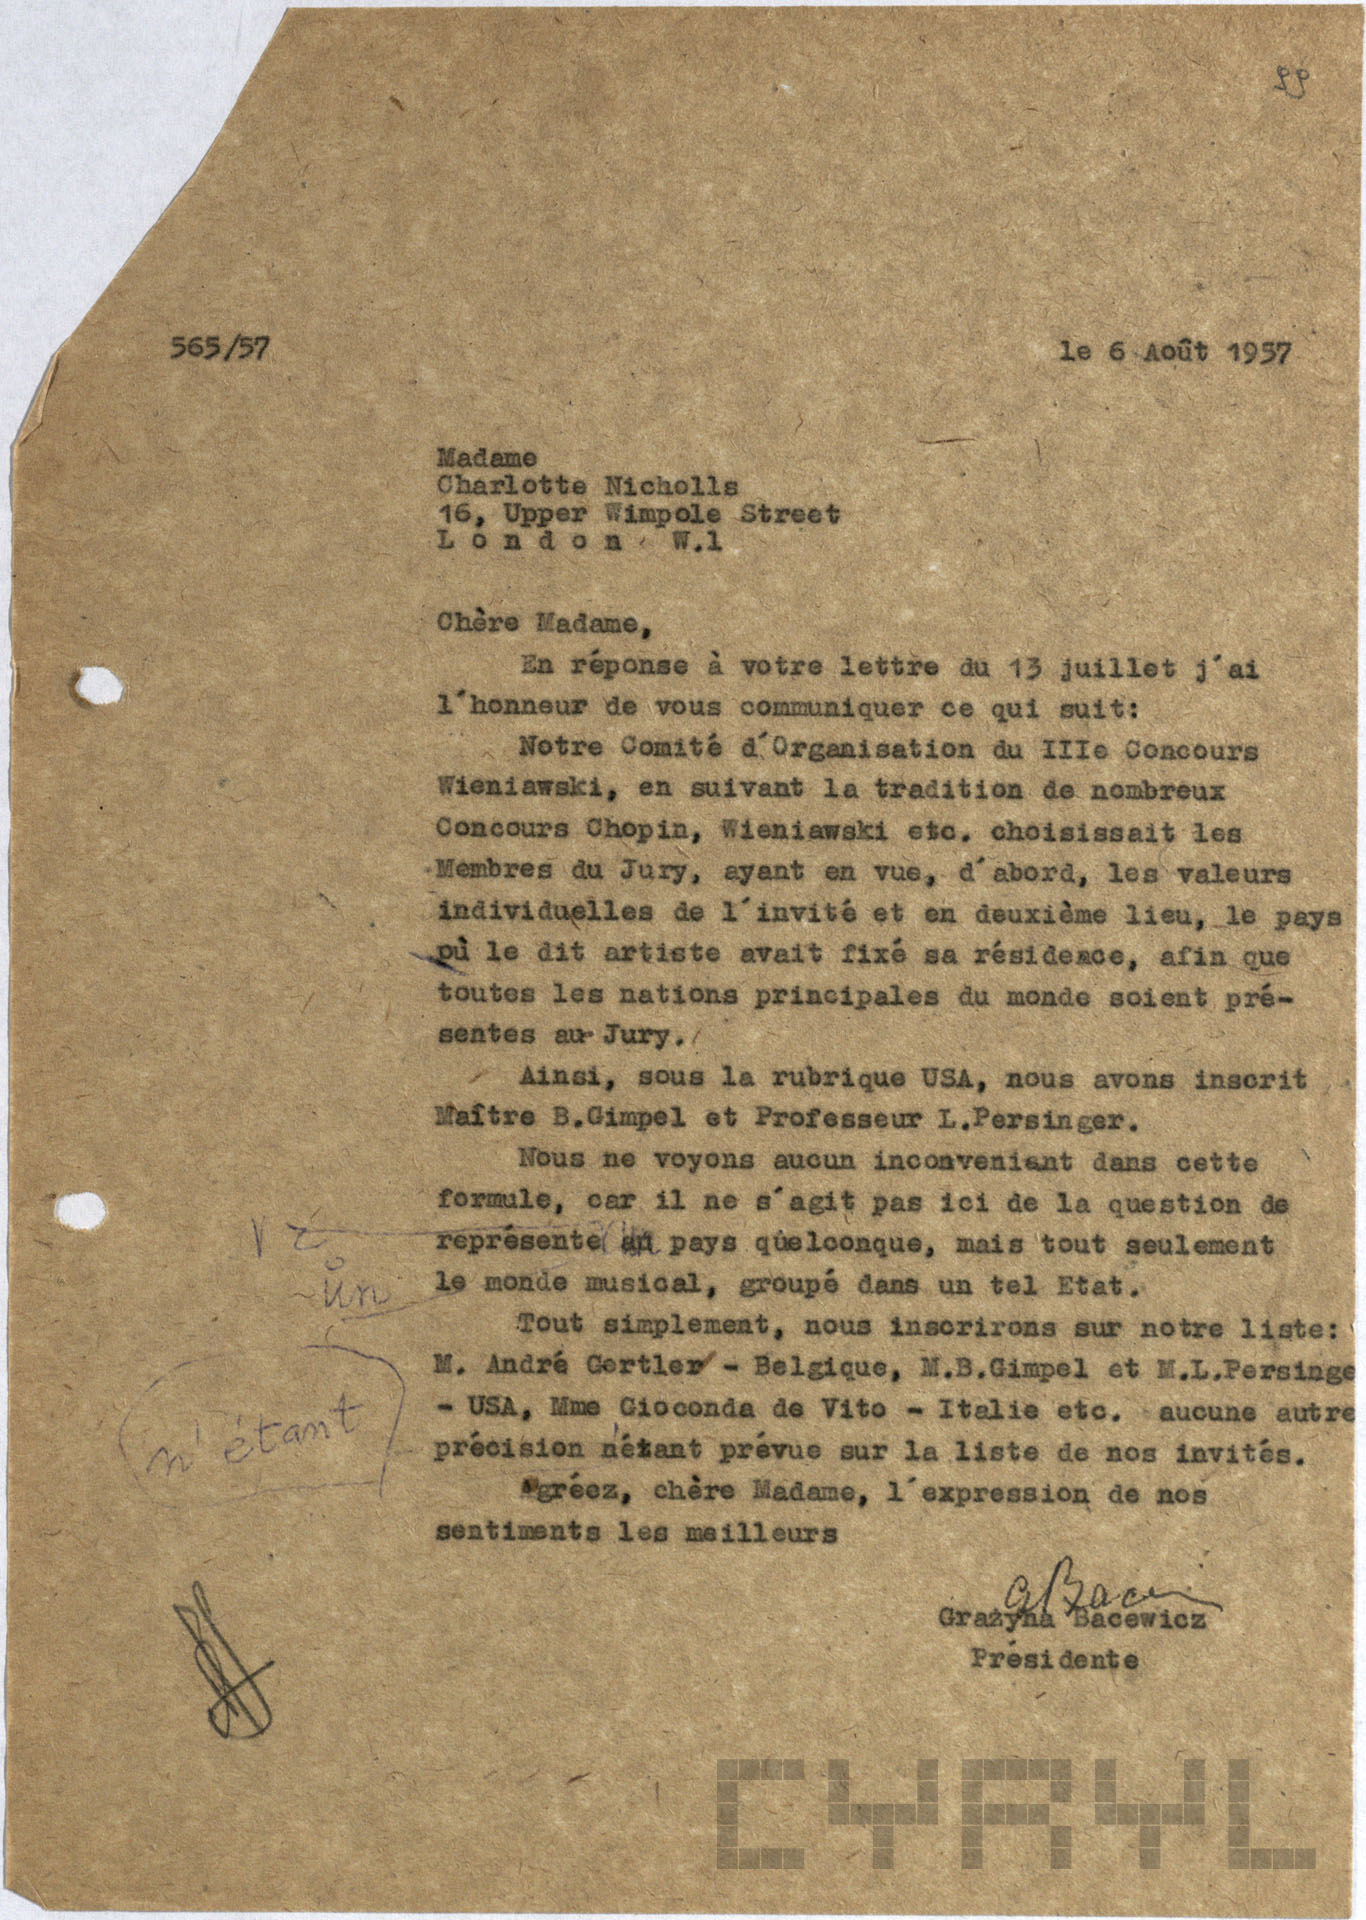 99
565/57
le 6 Août 1957
Madame
Charlotte Nicholls
16, Upper Wimpole Street
L o n d o n W.1
Chère Madame,
En réponse à votre lettre du 13 juillet j´ai
l´honneur de vous communiquer ce qui suit:
Notre Comité d´Organisation du IIIe Concours
Wieniawski, en suivant la tradition de nombreux
Concours Chopin, Wieniawski etc. choisissait les
Membres du Jury, ayant en vue, d´abord, les valeurs
individuelles de l´invité et en deuxième lieu, le pays
où le dit artiste avait fixé sa résidence, afin que
toutes les nations principales du monde soient pré-
sentes au Jury.
Ainsi, sous la rubrique USA, nous avons inscrit
Maître B.Gimpel et Professeur L.Persinger.
Nous ne voyons aucun inconvenient dans cette
formule, car il ne s´agit pas ici de la question de
représente un pays quelconque, mais tout seulement
un
le monde musical, groupé dans un tel Etat.
Tout simplement, nous inscrirons sur notre liste:
M. André Gertler - Belgique, M.B.Gimpel et M.L.Persinge
- USA, Mme Gioconda de Vito - Italie etc. aucune autre
(n'étant)
précision n'étant prévue sur la liste de nos invités.
Agréez, chère Madame, l´expression de nos
sentiments les meilleurs
GBacewicz
Grażyna Bacewicz
Présidente
CYRYL